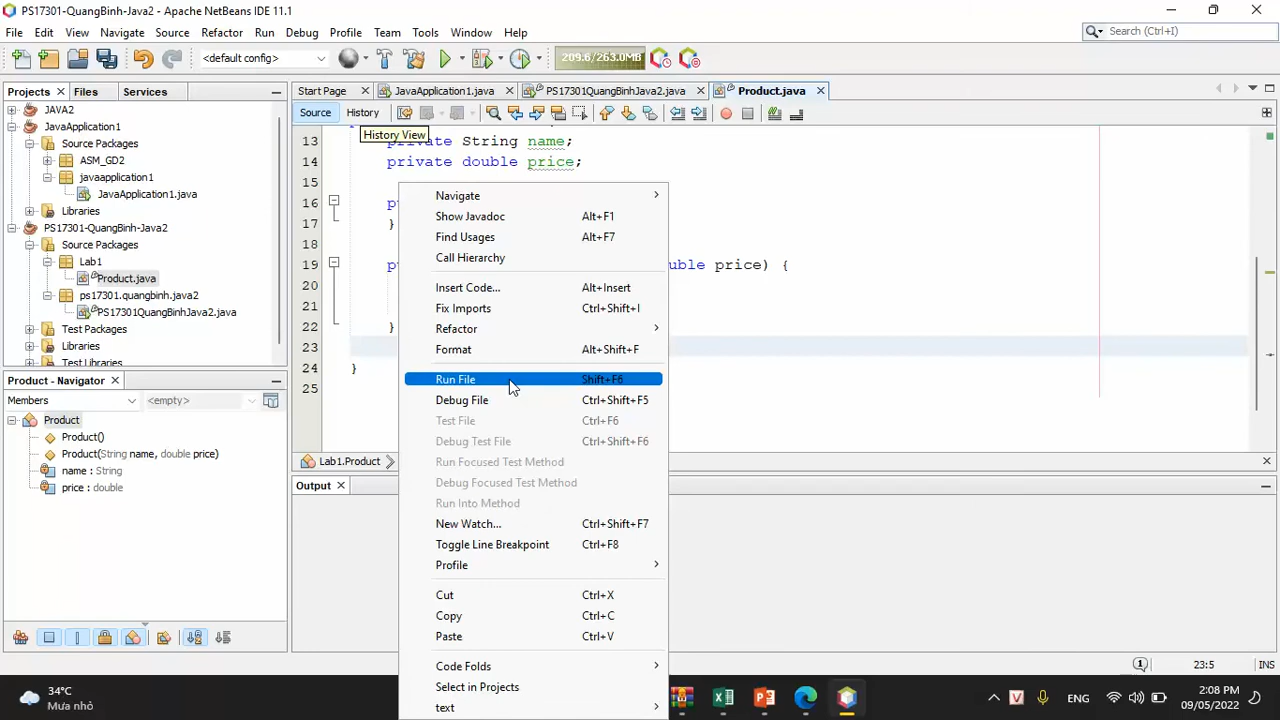 PS17301-QuangBinh-Java2 - Apache NetBeans IDE 11.1
File Edit View Navigate Source Refactor Run Debug Profile Team Tools Window Help
Search (Ctrl+I)
<default config>
209.6/263.0MB
Projects Files Services
Start Page JavaApplication1.java PS17301QuangBinhJava2.java Product.java
Source History
History View
JAVA2
JavaApplication1
Source Packages
ASM_GD2
javaapplication1
JavaApplication1.java
Libraries
PS17301-QuangBinh-Java2
Source Packages
Lab1
Product.java
ps17301.quangbinh.java2
PS17301QuangBinhJava2.java
Test Packages
Libraries
Test Libraries
13 private String name;
14 private double price;
15
16
17 }
18
19 double price) {
20
21
22 }
23
24 }
25
Navigate
Show Javadoc Alt+F1
Find Usages Alt+F7
Call Hierarchy
Insert Code... Alt+Insert
Fix Imports Ctrl+Shift+I
Refactor
Format Alt+Shift+F
Run File Shift+F6
Debug File Ctrl+Shift+F5
Test File Ctrl+F6
Debug Test File Ctrl+Shift+F6
Run Focused Test Method
Debug Focused Test Method
Run Into Method
New Watch... Ctrl+Shift+F7
Toggle Line Breakpoint Ctrl+F8
Profile
Cut Ctrl+X
Copy Ctrl+C
Paste Ctrl+V
Code Folds
Select in Projects
text
Product - Navigator
Members <empty>
Product
Product()
Product(String name, double price)
name : String
price : double
Lab1.Product
Output
1 23:5 INS
34°C
Mưa nhỏ
ENG
2:08 PM
09/05/2022